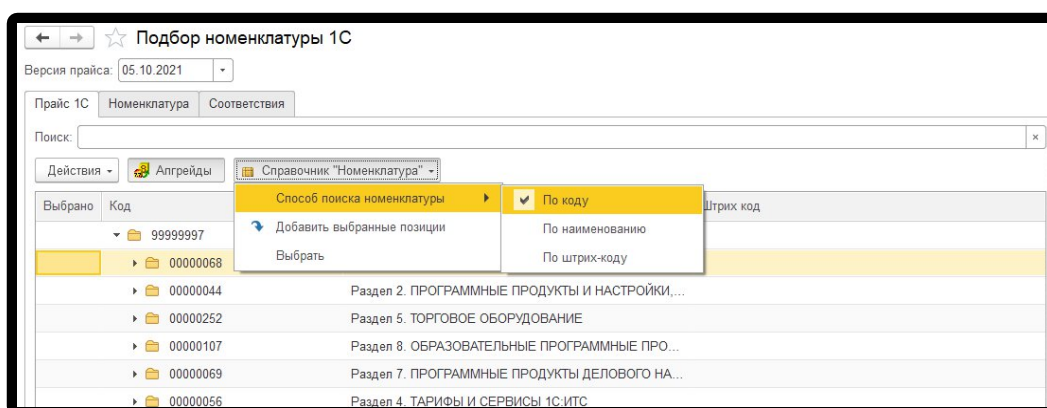 Подбор номенклатуры 1С
Версия прайса: 05.10.2021
Прайс 1С Номенклатура Соответствия
Поиск:
Действия Апгрейды Справочник "Номенклатура"
Способ поиска номенклатуры По коду
Добавить выбранные позиции По наименованию
Выбрать По штрих-коду
Выбрано Код Штрих код
99999997
00000068
00000044 Раздел 2. ПРОГРАММНЫЕ ПРОДУКТЫ И НАСТРОЙКИ,...
00000252 Раздел 5. ТОРГОВОЕ ОБОРУДОВАНИЕ
00000107 Раздел 8. ОБРАЗОВАТЕЛЬНЫЕ ПРОГРАММНЫЕ ПРО...
00000069 Раздел 7. ПРОГРАММНЫЕ ПРОДУКТЫ ДЕЛОВОГО НА...
00000056 Раздел 4. ТАРИФЫ И СЕРВИСЫ 1С:ИТС